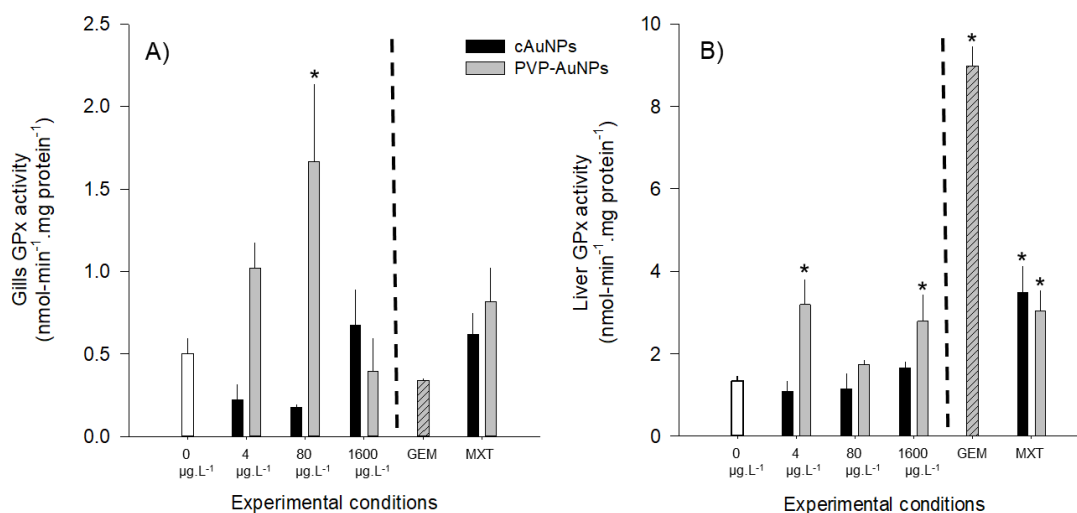 A)
cAuNPs
PVP-AuNPs
Gills GPx activity
(nmol-min⁻¹.mg protein⁻¹)
2.5
2.0
1.5
1.0
0.5
0.0
*
0 4 80 1600 GEM MXT
µg.L⁻¹ µg.L⁻¹ µg.L⁻¹ µg.L⁻¹
Experimental conditions
B)
Liver GPx activity
(nmol-min⁻¹.mg protein⁻¹)
10
8
6
4
2
0
* * * * *
0 4 80 1600 GEM MXT
µg.L⁻¹ µg.L⁻¹ µg.L⁻¹ µg.L⁻¹
Experimental conditions